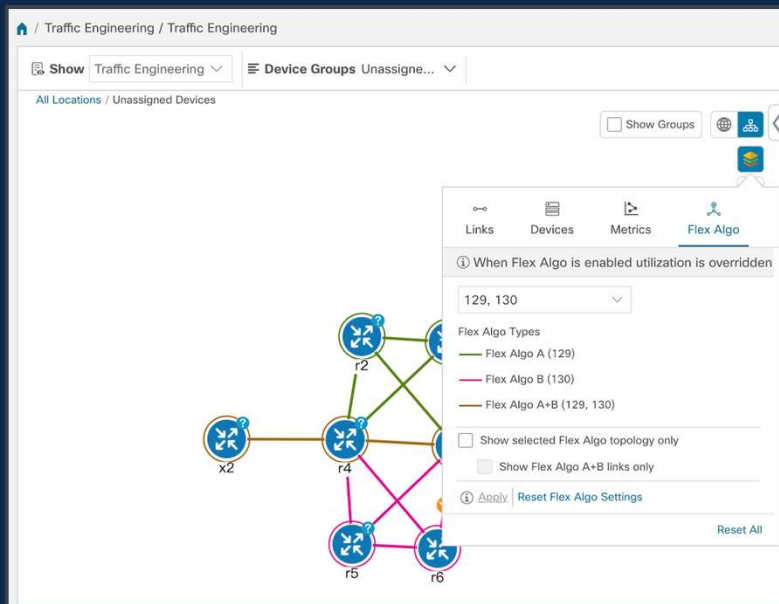 / Traffic Engineering / Traffic Engineering
Show Traffic Engineering Device Groups Unassigne...
All Locations / Unassigned Devices
Show Groups
Links Devices Metrics Flex Algo
When Flex Algo is enabled utilization is overridden
129, 130
Flex Algo Types
Flex Algo A (129)
Flex Algo B (130)
Flex Algo A+B (129, 130)
Show selected Flex Algo topology only
Show Flex Algo A+B links only
Apply Reset Flex Algo Settings
Reset All
r2
x2
r4
r5
r6